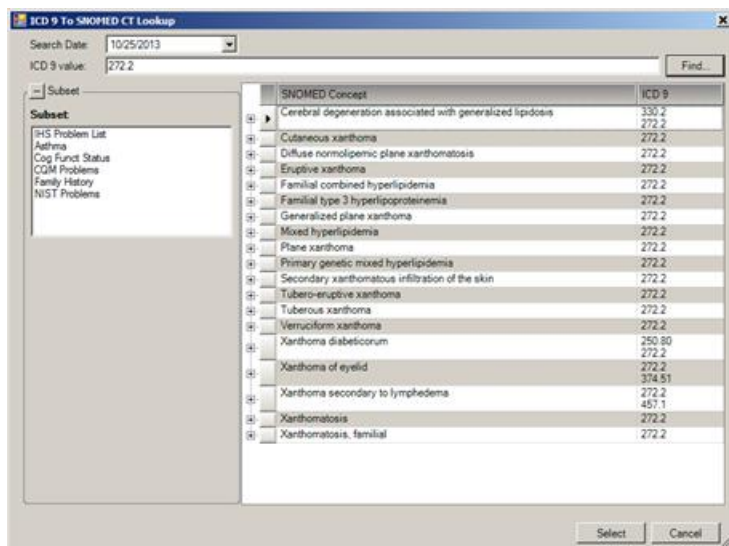 ICD 9 To SNOMED CT Lookup
Search Date: 10/25/2013
ICD 9 value: 272.2 Find...
Subset
Subset:
IHS Problem List
Asthma
Cog Funct Status
CQM Problems
Family History
NIST Problems
SNOMED Concept ICD 9
Cerebral degeneration associated with generalized lipidosis 330.2
272.2
Cutaneous xanthoma 272.2
Diffuse normolipemic plane xanthomatosis 272.2
Eruptive xanthoma 272.2
Familial combined hyperlipidemia 272.2
Familial type 3 hyperlipoproteinemia 272.2
Generalized plane xanthoma 272.2
Mixed hyperlipidemia 272.2
Plane xanthoma 272.2
Primary genetic mixed hyperlipidemia 272.2
Secondary xanthomatous infiltration of the skin 272.2
Tubero-eruptive xanthoma 272.2
Tuberous xanthoma 272.2
Verruciform xanthoma 272.2
Xanthoma diabeticorum 250.80
272.2
Xanthoma of eyelid 272.2
374.51
Xanthoma secondary to lymphedema 272.2
457.1
Xanthomatosis 272.2
Xanthomatosis, familial 272.2
Select Cancel